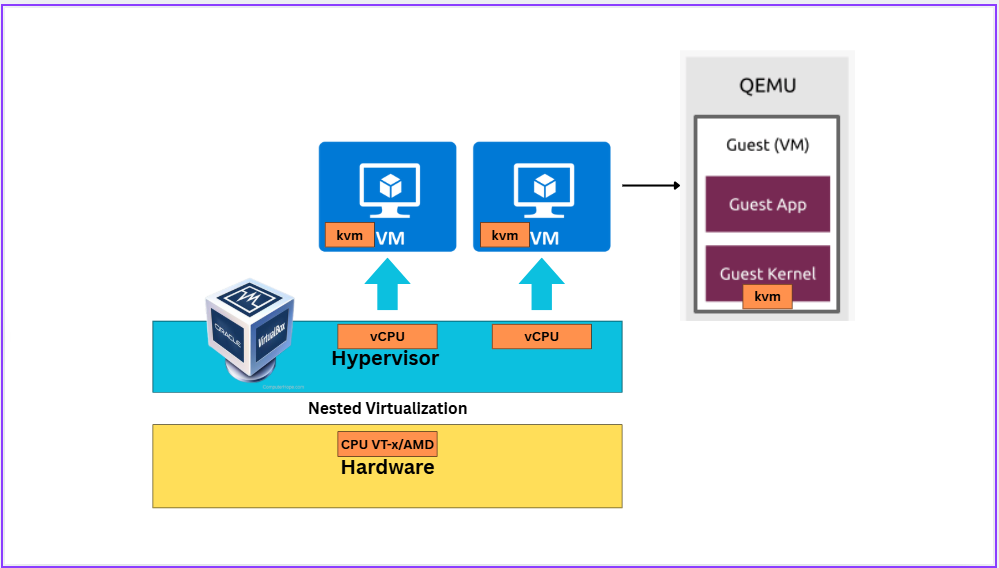 QEMU
Guest (VM)
Guest App
Guest Kernel
kvm
kvm
VM
kvm
VM
ORACLE
VirtualBox
vCPU
vCPU
Hypervisor
Nested Virtualization
CPU VT-x/AMD
Hardware